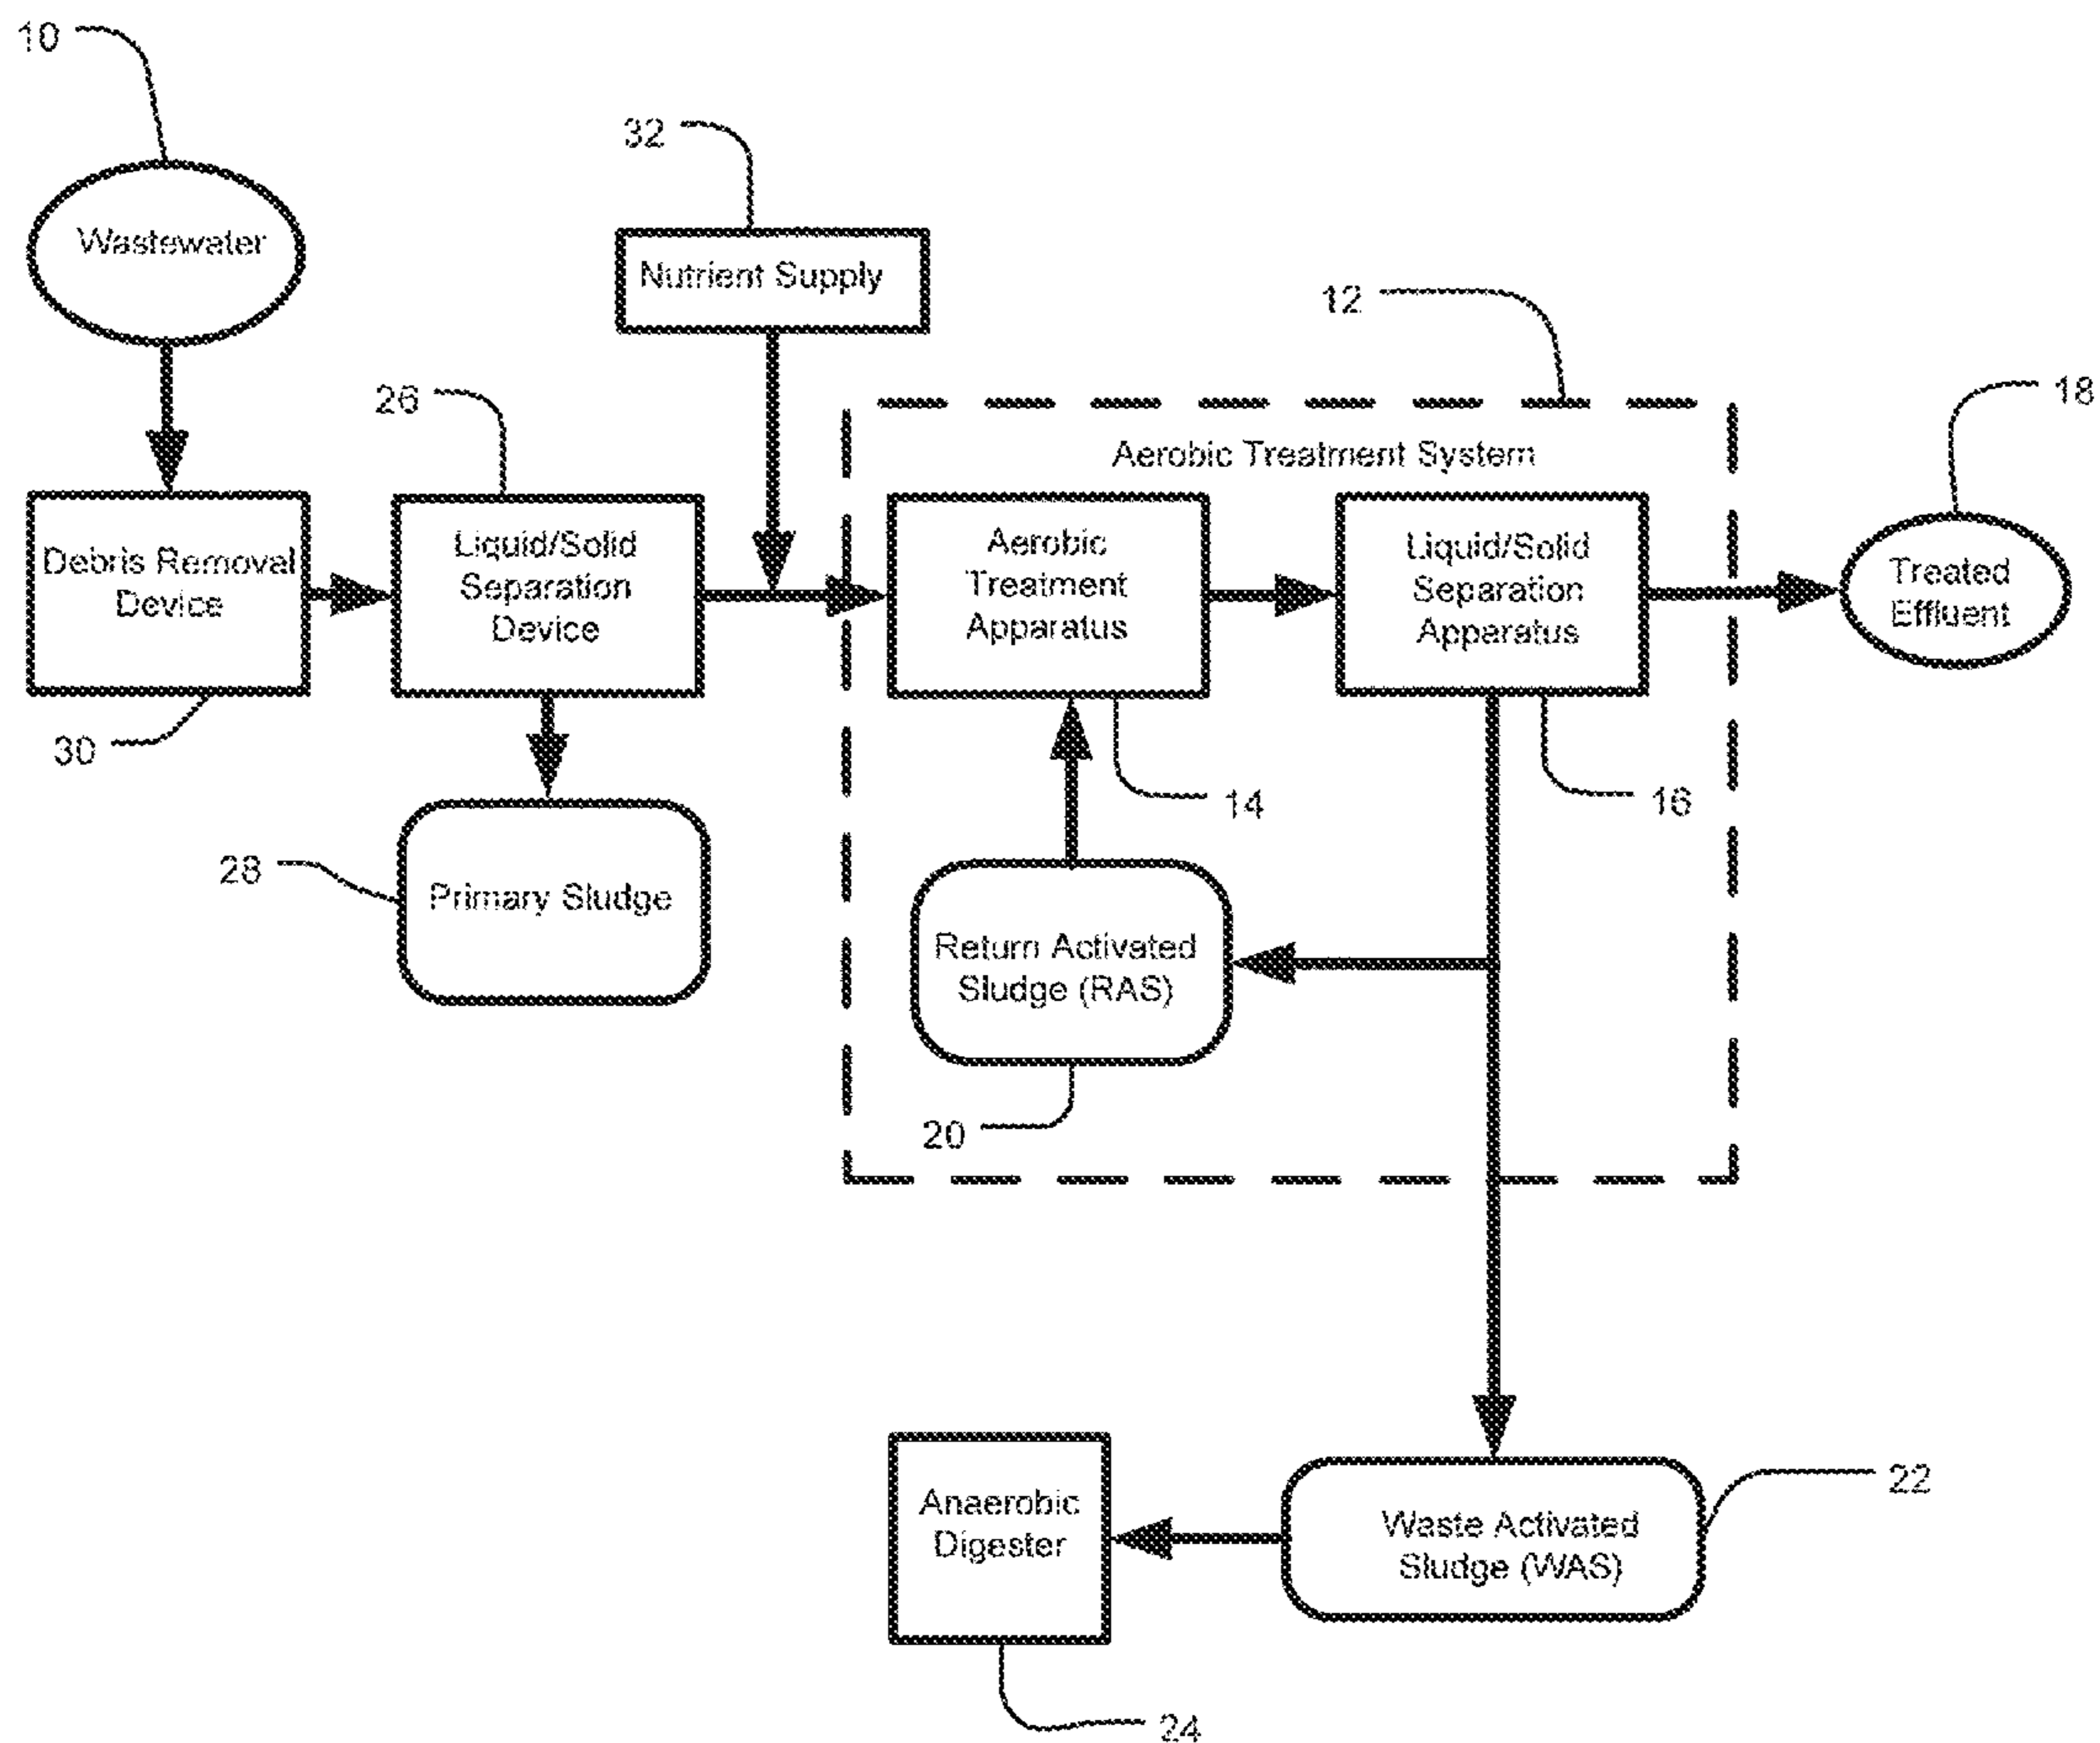 10
Wastewater
32
Nutrient Supply
12
18
26
Aerobic Treatment System
Debris Removal
Device
30
Liquid/Solid
Separation
Device
Aerobic
Treatment
Apparatus
14
Liquid/Solid
Separation
Apparatus
16
Treated
Effluent
28
Primary Sludge
Return Activated
Sludge (RAS)
20
Anaerobic
Digester
24
Waste Activated
Sludge (WAS)
22